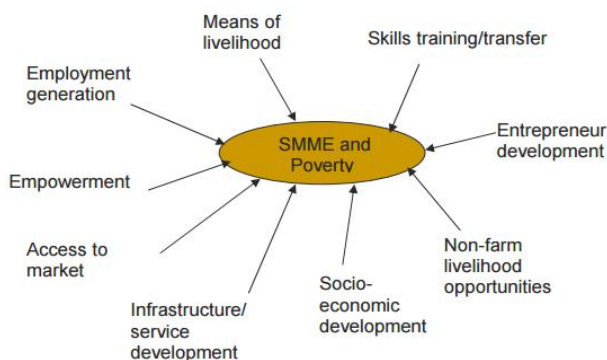 Means of
livelihood
Skills training/transfer
Employment
generation
SMME and
Poverty
Entrepreneur
development
Empowerment
Access to
market
Non-farm
livelihood
opportunities
Socio-
economic
development
Infrastructure/
service
development